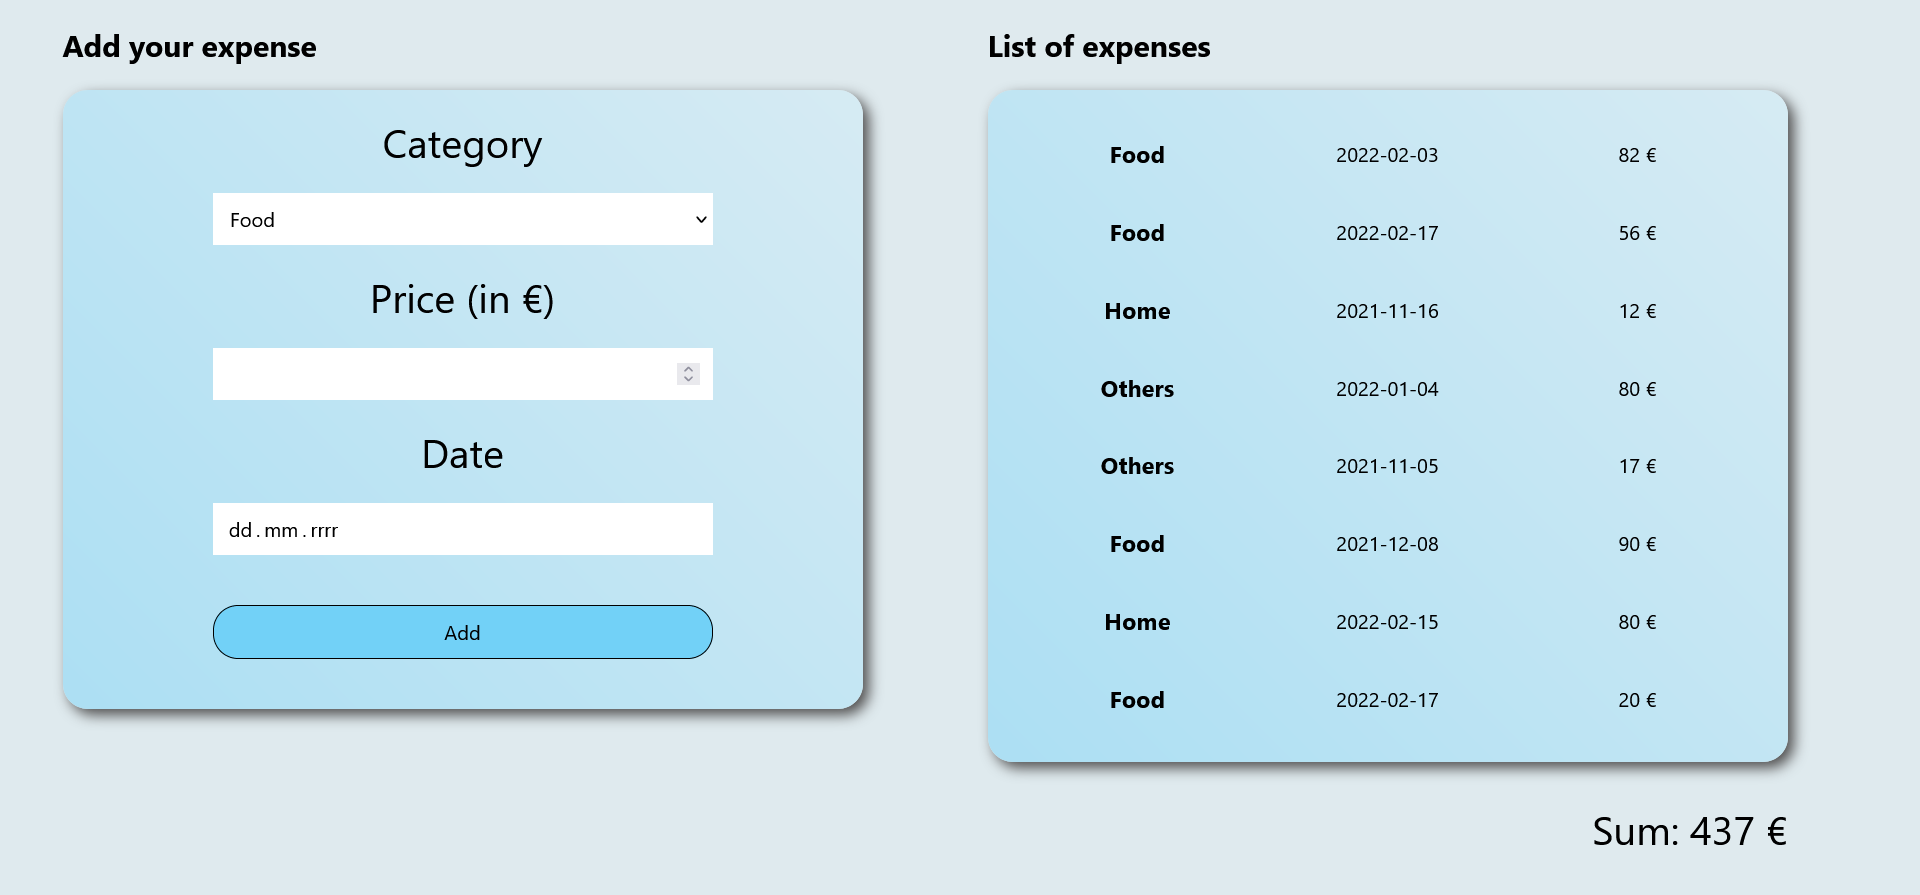 Add your expense
Category
Food
Price (in €)
Date
dd.mm.rrrr
Add
List of expenses
Food 2022-02-03 82 €
Food 2022-02-17 56 €
Home 2021-11-16 12 €
Others 2022-01-04 80 €
Others 2021-11-05 17 €
Food 2021-12-08 90 €
Home 2022-02-15 80 €
Food 2022-02-17 20 €
Sum: 437 €